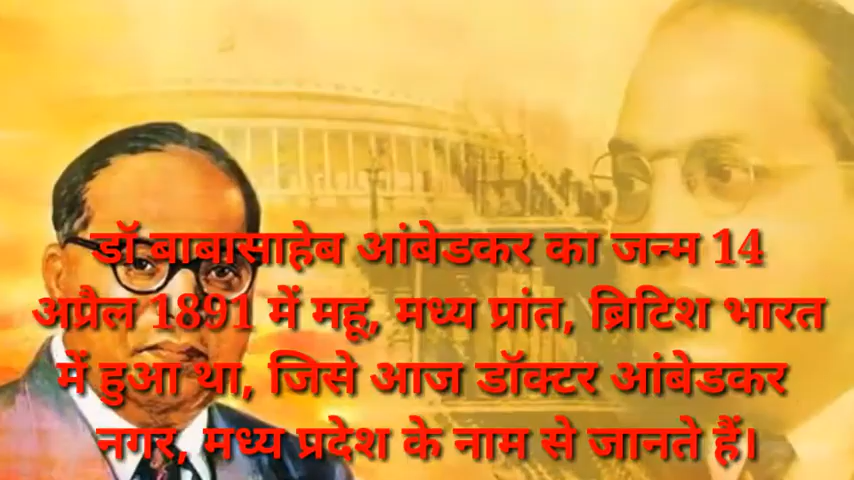 डॉ बाबासाहेब आंबेडकर का जन्म 14
अप्रैल 1891 में महू, मध्य प्रांत, ब्रिटिश भारत
में हुआ था, जिसे आज डॉक्टर आंबेडकर
नगर, मध्य प्रदेश के नाम से जानते हैं।